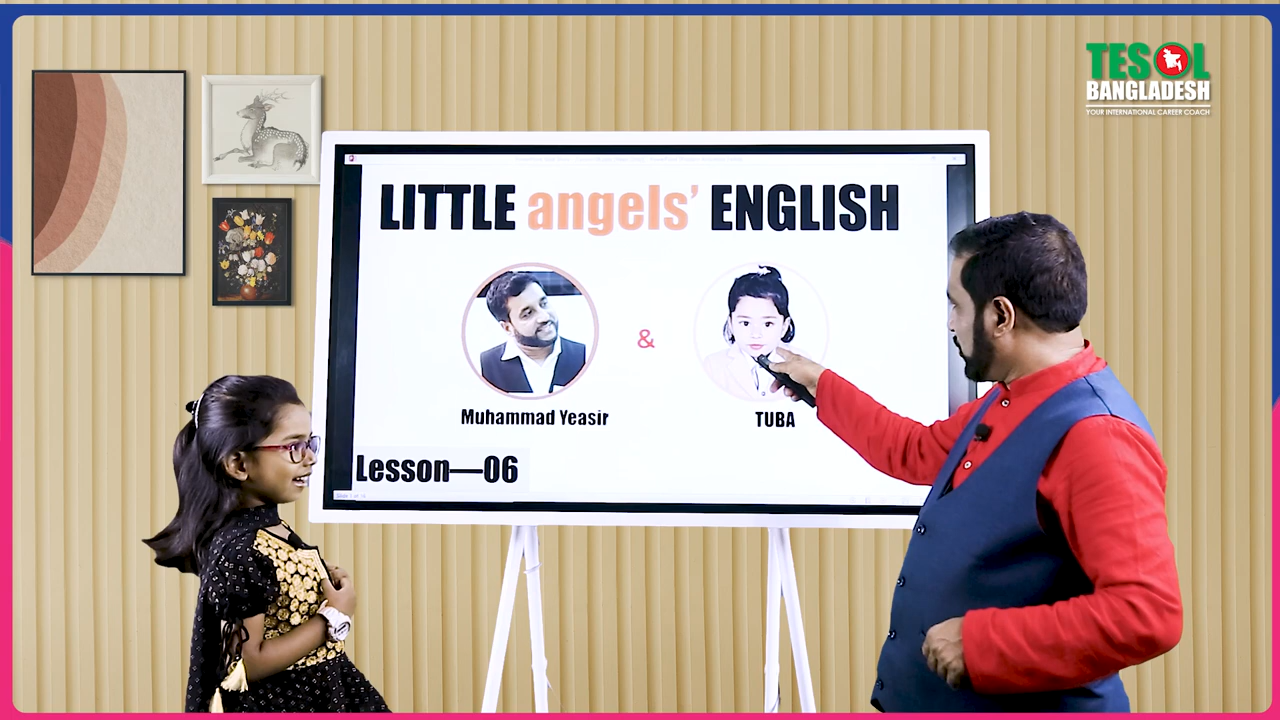 TESOL
BANGLADESH
YOUR INTERNATIONAL CAREER COACH
LITTLE angels’ ENGLISH
&
Muhammad Yeasir
TUBA
Lesson—06